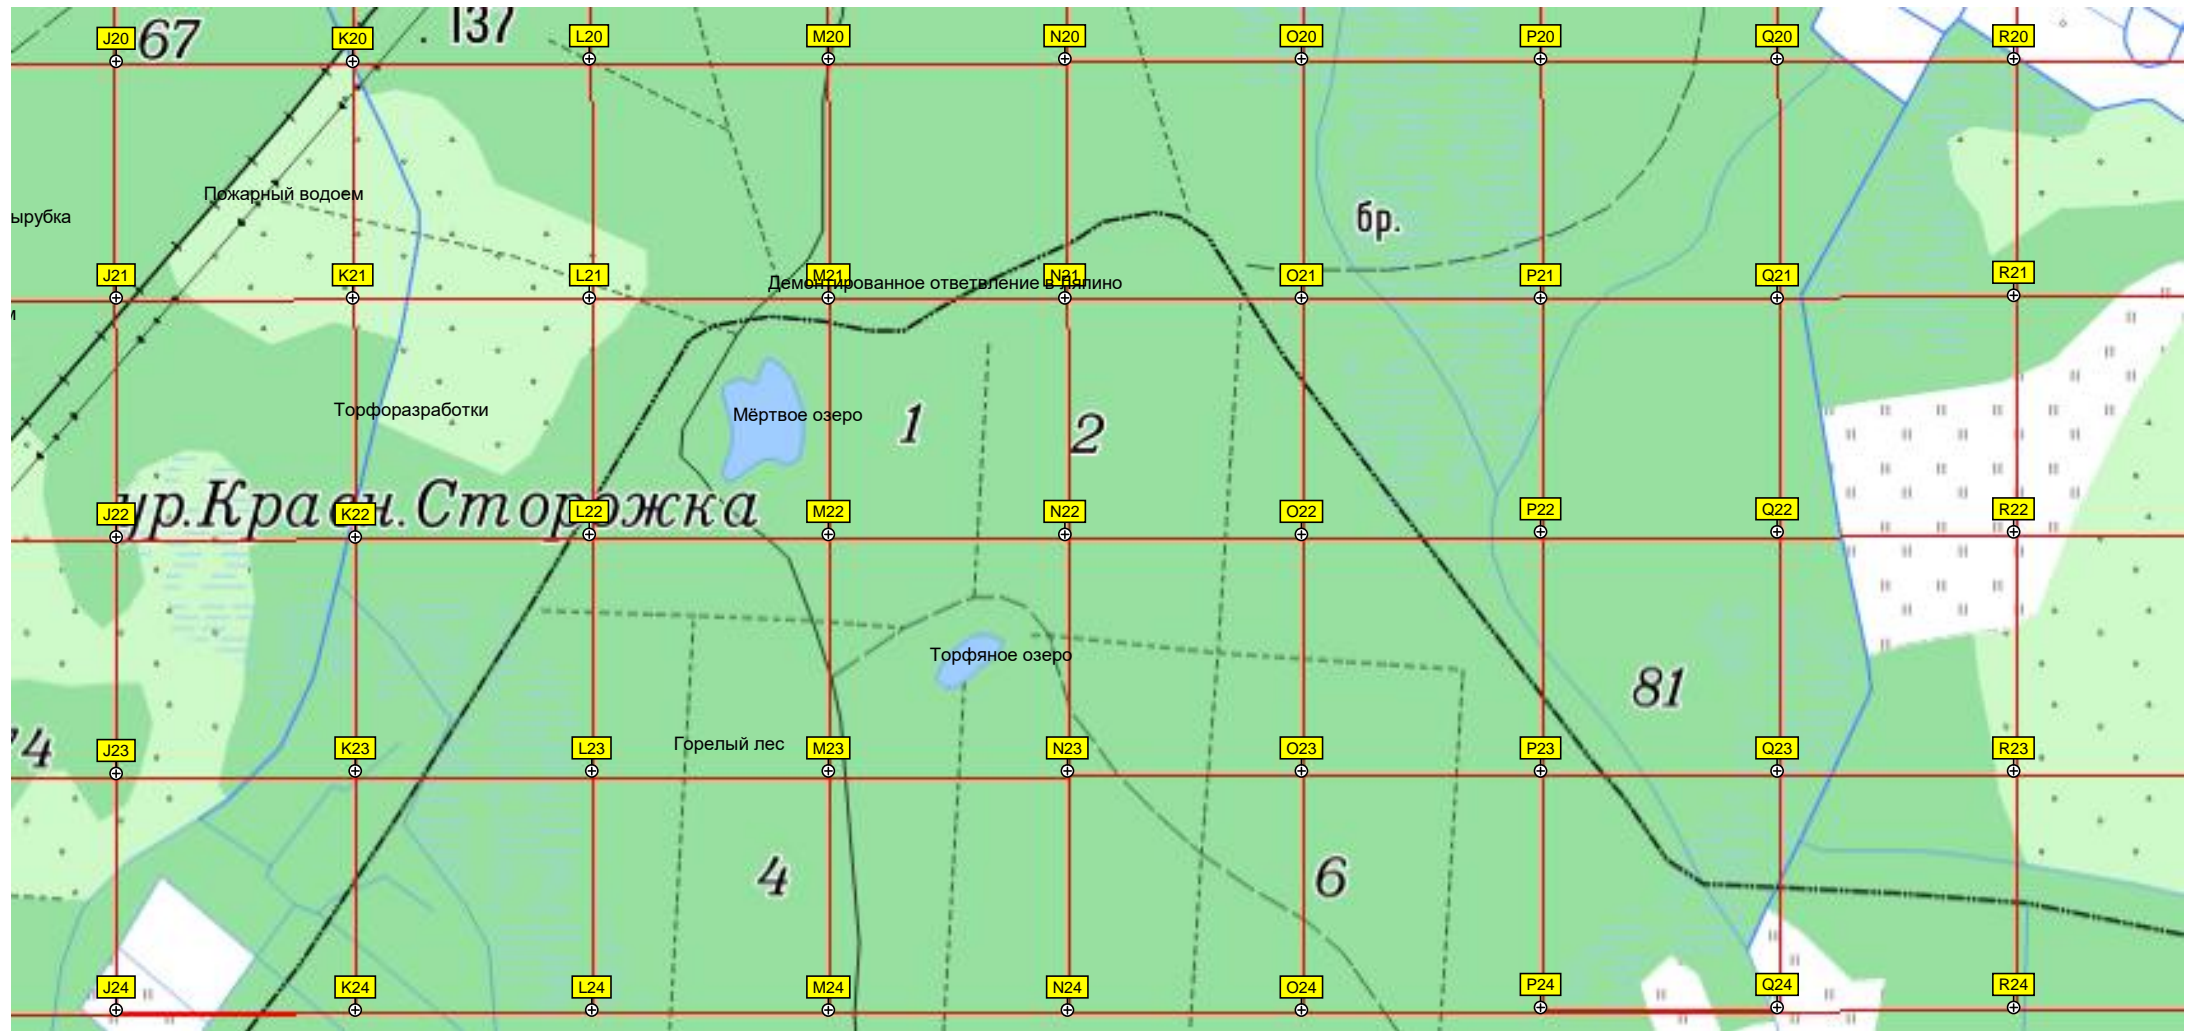 67
. 137
J20
K20
L20
M20
N20
O20
P20
Q20
R20
Пожарный водоем
ырубка
бр.
J21
K21
L21
M21
N21
O21
P21
Q21
R21
Демонтированное ответвление в Лялино
м
Торфоразработки
Мёртвое озеро
1
2
ур.Красн.Сторожка
J22
K22
L22
M22
N22
O22
P22
Q22
R22
Торфяное озеро
81
74
Горелый лес
J23
K23
L23
M23
N23
O23
P23
Q23
R23
4
6
J24
K24
L24
M24
N24
O24
P24
Q24
R24